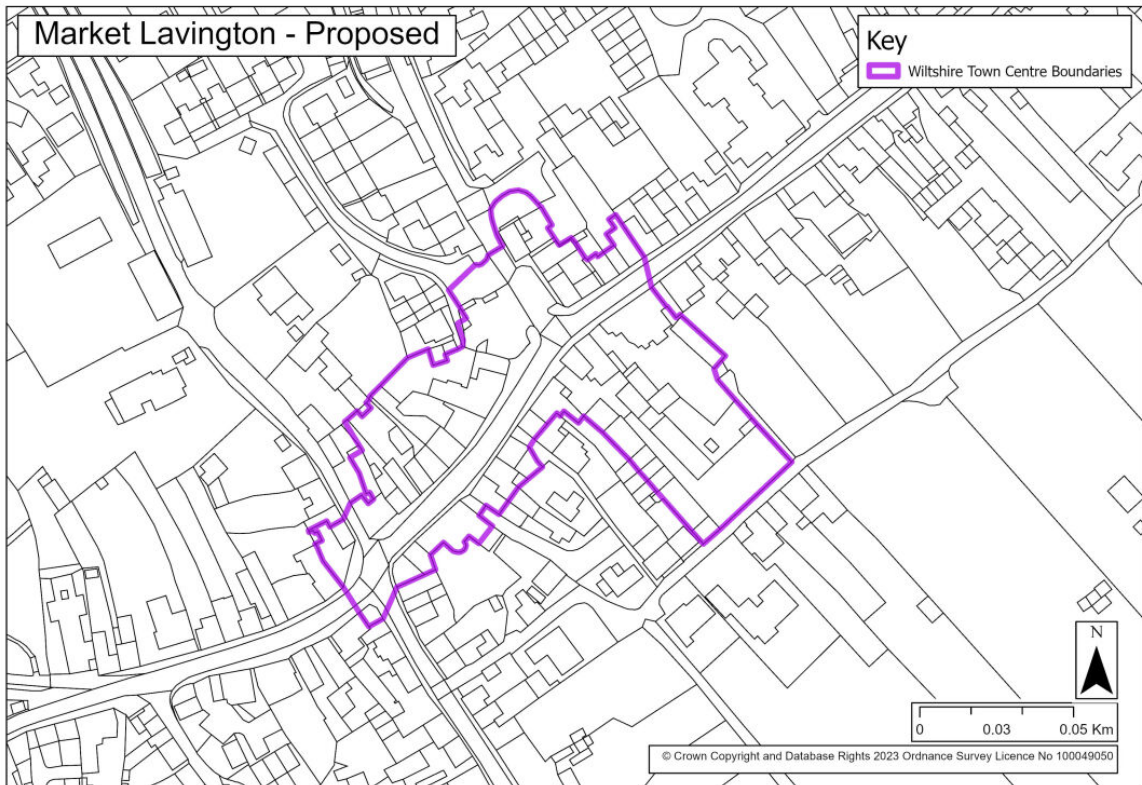 Market Lavington - Proposed
Key
Wiltshire Town Centre Boundaries
N
0 0.03 0.05 Km
© Crown Copyright and Database Rights 2023 Ordnance Survey Licence No 100049050